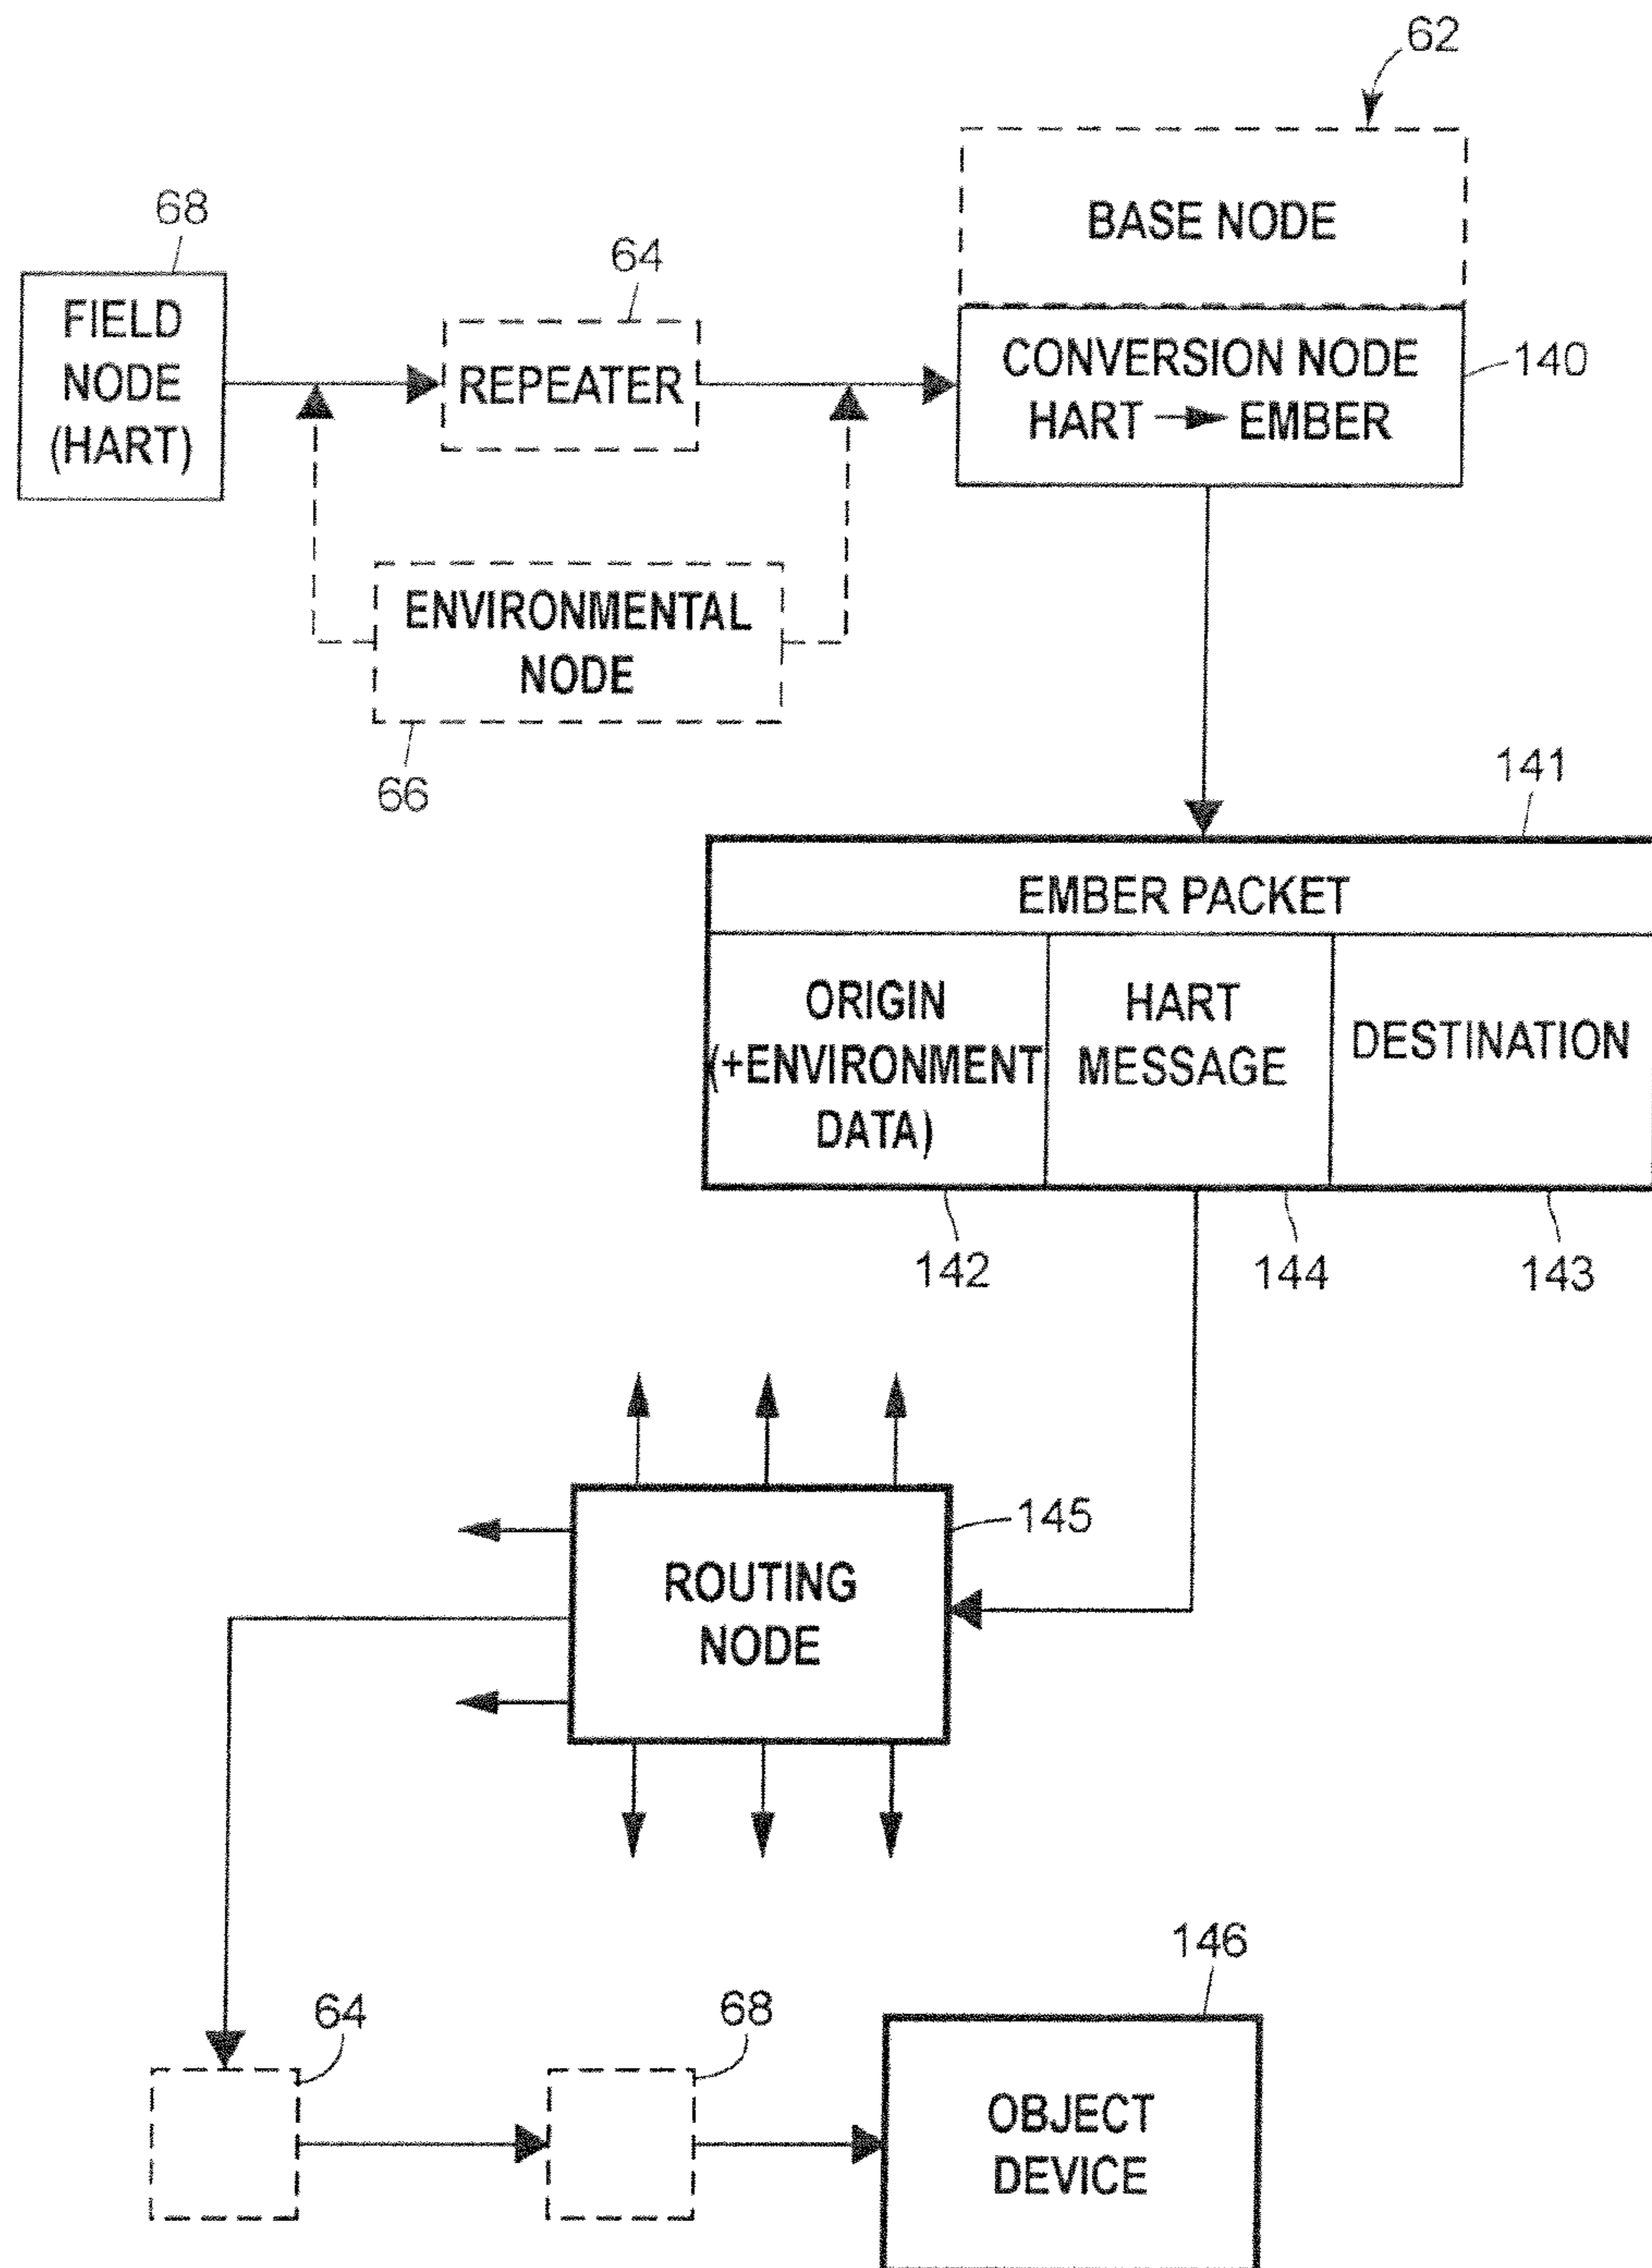 62
BASE NODE
68
FIELD
NODE
(HART)
64
REPEATER
CONVERSION NODE
HART → EMBER
140
ENVIRONMENTAL
NODE
66
141
EMBER PACKET
ORIGIN
(+ENVIRONMENT
DATA)
HART
MESSAGE
DESTINATION
142
144
143
145
ROUTING
NODE
146
64
68
OBJECT
DEVICE